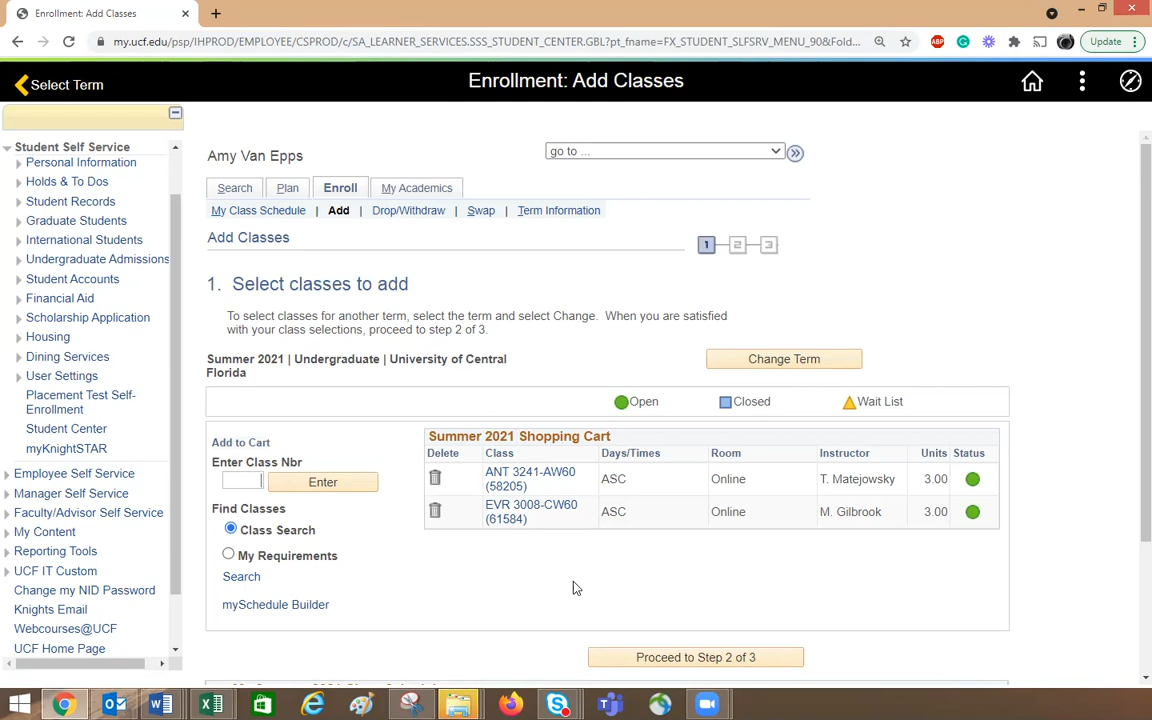 Enrollment: Add Classes
my.ucf.edu/psp/IHPROD/EMPLOYEE/CSPROD/c/SA_LEARNER_SERVICES.SSS_STUDENT_CENTER.GBL?pt_fname=FX_STUDENT_SLFSRV_MENU_90&Fold...
ABP
Update
Select Term
Enrollment: Add Classes
Student Self Service
Personal Information
Holds & To Dos
Student Records
Graduate Students
International Students
Undergraduate Admissions
Student Accounts
Financial Aid
Scholarship Application
Housing
Dining Services
User Settings
Placement Test Self-
Enrollment
Student Center
myKnightSTAR
Employee Self Service
Manager Self Service
Faculty/Advisor Self Service
My Content
Reporting Tools
UCF IT Custom
Change my NID Password
Knights Email
Webcourses@UCF
UCF Home Page
Amy Van Epps
go to ...
Search Plan Enroll My Academics
My Class Schedule | Add | Drop/Withdraw | Swap | Term Information
Add Classes
1 2 3
1. Select classes to add
To select classes for another term, select the term and select Change. When you are satisfied
with your class selections, proceed to step 2 of 3.
Summer 2021 | Undergraduate | University of Central
Florida
Change Term
Open Closed Wait List
Add to Cart
Enter Class Nbr
Enter
Find Classes
Class Search
My Requirements
Search
mySchedule Builder
Summer 2021 Shopping Cart
Delete Class Days/Times Room Instructor Units Status
ANT 3241-AW60
(58205) ASC Online T. Matejowsky 3.00
EVR 3008-CW60
(61584) ASC Online M. Gilbrook 3.00
Proceed to Step 2 of 3